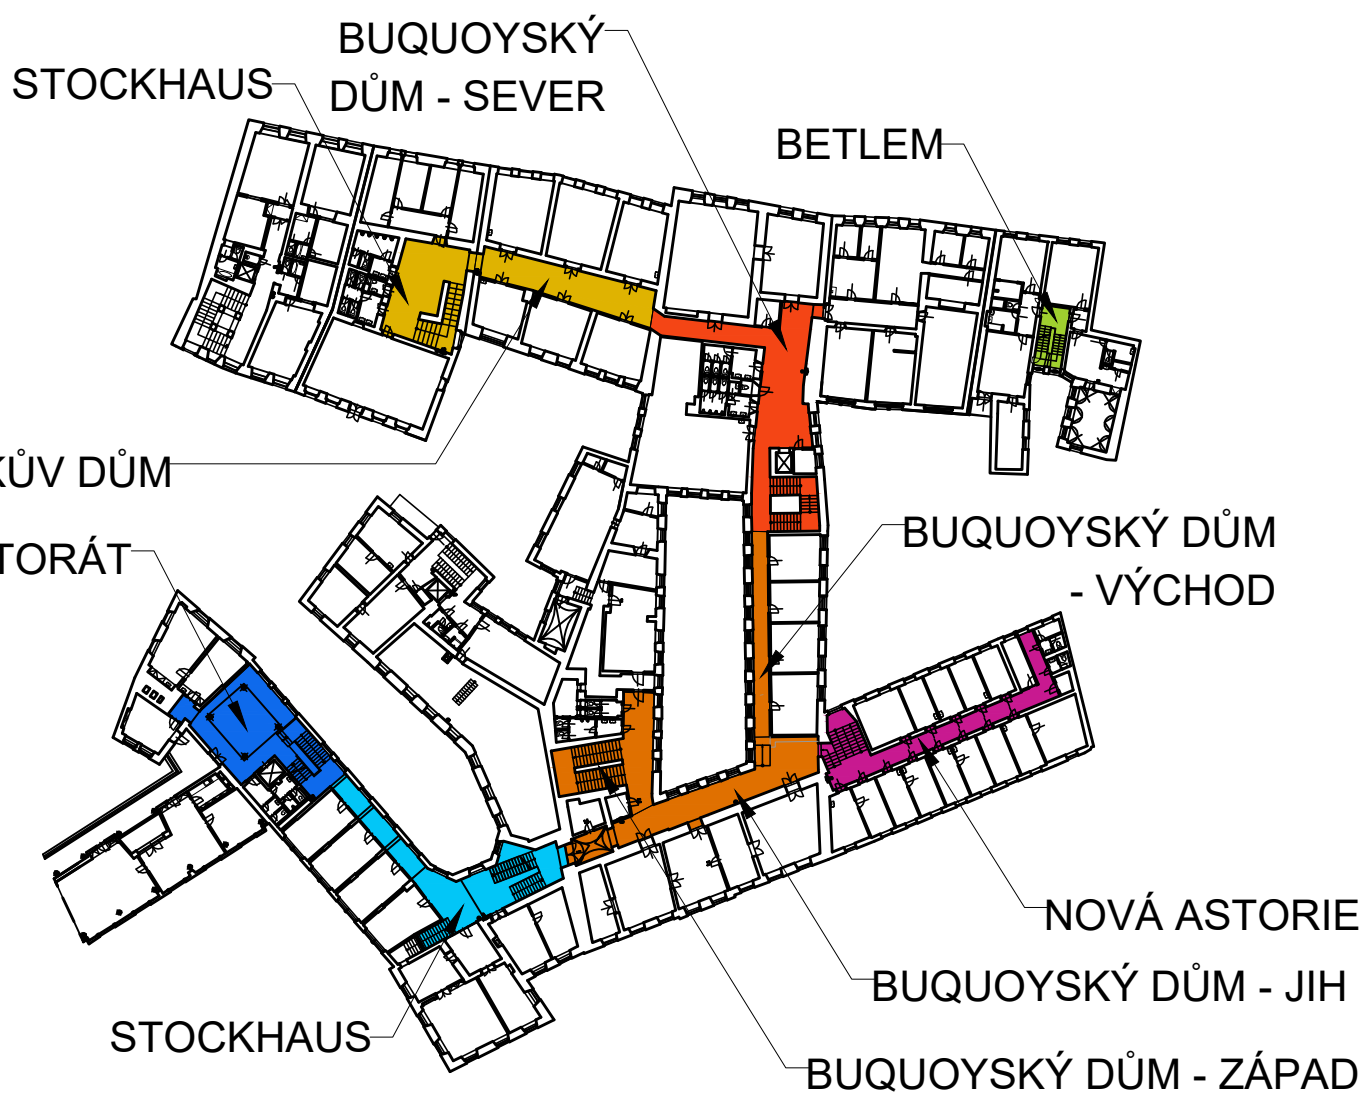 BUQUOYSKÝ
DŮM - SEVER
STOCKHAUS
BETLEM
KŮV DŮM
TORÁT
BUQUOYSKÝ DŮM
- VÝCHOD
NOVÁ ASTORIE
BUQUOYSKÝ DŮM - JIH
STOCKHAUS
BUQUOYSKÝ DŮM - ZÁPAD